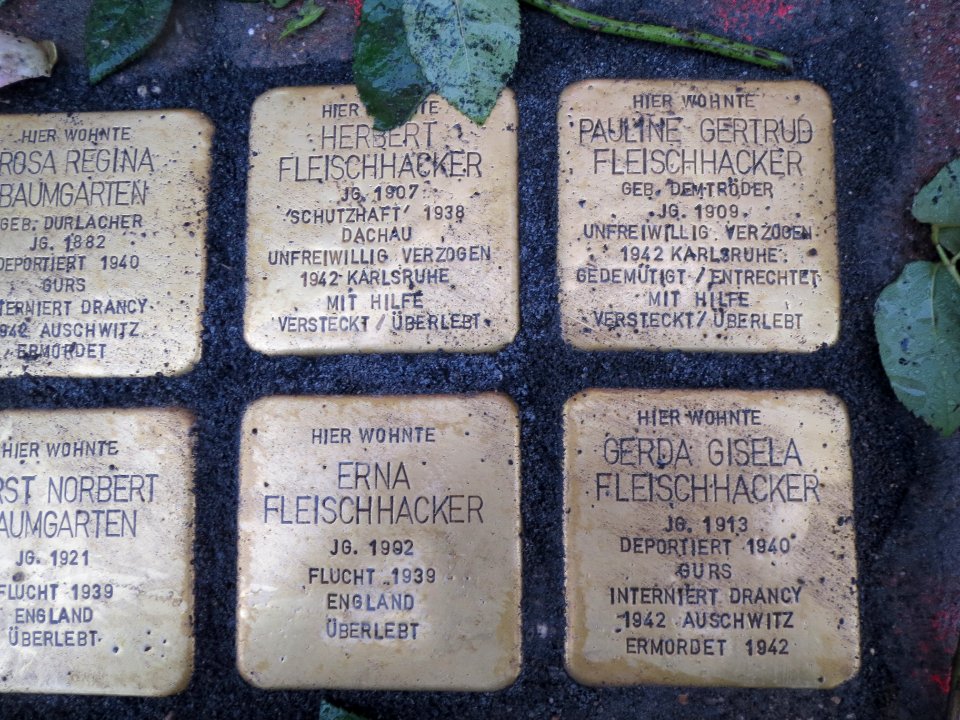 HIER WOHNTE
ROSA REGINA
BAUMGARTEN
GEB. DURLACHER
JG. 1882
DEPORTIERT 1940
GURS
INTERNIERT DRANCY
1942 AUSCHWITZ
ERMORDET
HIER WOHNTE
HERBERT
FLEISCHHACKER
JG. 1907
'SCHUTZHAFT' 1938
DACHAU
UNFREIWILLIG VERZOGEN
1942 KARLSRUHE
MIT HILFE
VERSTECKT / ÜBERLEBT
HIER WOHNTE
PAULINE GERTRUD
FLEISCHHACKER
GEB. DEMTRÖDER
JG. 1909
UNFREIWILLIG VERZOGEN
1942 KARLSRUHE
GEDEMÜTIGT / ENTRECHTET
MIT HILFE
VERSTECKT / ÜBERLEBT
HIER WOHNTE
NORBERT
BAUMGARTEN
JG. 1921
FLUCHT 1939
ENGLAND
ÜBERLEBT
HIER WOHNTE
ERNA
FLEISCHHACKER
JG. 1902
FLUCHT 1939
ENGLAND
ÜBERLEBT
HIER WOHNTE
GERDA GISELA
FLEISCHHACKER
JG. 1913
DEPORTIERT 1940
GURS
INTERNIERT DRANCY
1942 AUSCHWITZ
ERMORDET 1942